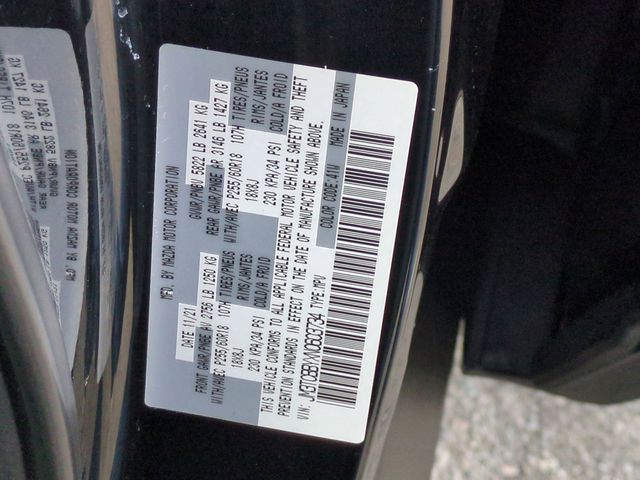 MFD. BY MAZDA MOTOR CORPORATION
DATE 11/21 GVWR/PNBV 5822 LB 2641 KG
FRONT GAWR/PNBE AV 2756 LB 1250 KG REAR GAWR/PNBE AR 3146 LB 1427 KG
WITH/AVEC P255/60R18 107H TIRES/PNEUS WITH/AVEC P255/60R18 107H TIRES/PNEUS
18X8J RIMS/JANTES 18X8J RIMS/JANTES
230 KPA/34 PSI COLD/A FROID 230 KPA/34 PSI COLD/A FROID
THIS VEHICLE CONFORMS TO ALL APPLICABLE FEDERAL MOTOR VEHICLE SAFETY AND THEFT
PREVENTION STANDARDS IN EFFECT ON THE DATE OF MANUFACTURE SHOWN ABOVE.
VIN: TYPE:MPV COLOR CODE 41W MADE IN JAPAN